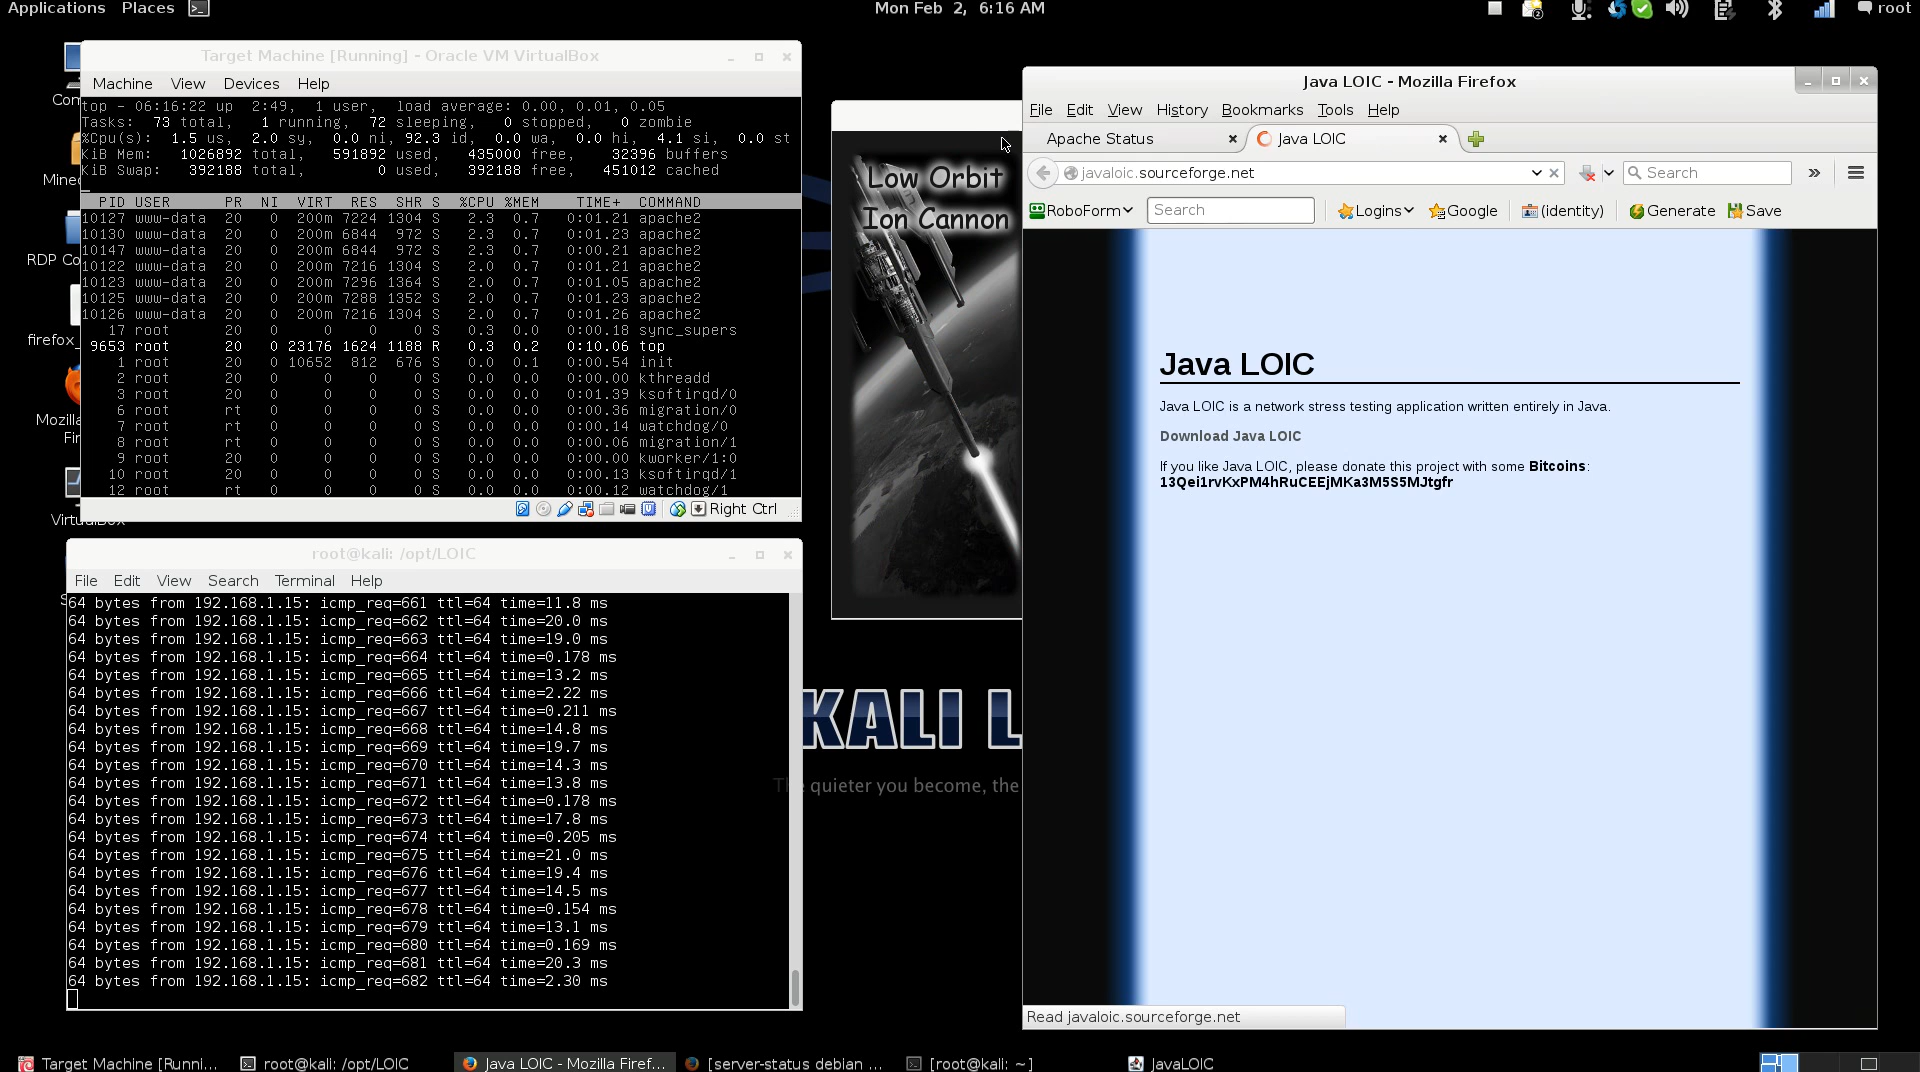 Applications Places
Mon Feb 2, 6:16 AM
root
Target Machine [Running] - Oracle VM VirtualBox
Machine View Devices Help
top - 06:16:22 up 2:49, 1 user, load average: 0.00, 0.01, 0.05
Tasks: 73 total, 1 running, 72 sleeping, 0 stopped, 0 zombie
%Cpu(s): 1.5 us, 2.0 sy, 0.0 ni, 92.3 id, 0.0 wa, 0.0 hi, 4.1 si, 0.0 st
KiB Mem: 1026892 total, 591892 used, 435000 free, 32396 buffers
KiB Swap: 392188 total, 0 used, 392188 free, 451012 cached
PID USER PR NI VIRT RES SHR S %CPU %MEM TIME+ COMMAND
10127 www-data 20 0 200m 7224 1304 S 2.3 0.7 0:01.21 apache2
10130 www-data 20 0 200m 6844 972 S 2.3 0.7 0:01.23 apache2
10147 www-data 20 0 200m 6844 972 S 2.3 0.7 0:00.21 apache2
10122 www-data 20 0 200m 7216 1304 S 2.0 0.7 0:01.21 apache2
10123 www-data 20 0 200m 7296 1364 S 2.0 0.7 0:01.05 apache2
10125 www-data 20 0 200m 7288 1352 S 2.0 0.7 0:01.23 apache2
10126 www-data 20 0 200m 7216 1304 S 2.0 0.7 0:01.26 apache2
17 root 20 0 0 0 0 S 0.3 0.0 0:00.18 sync_supers
9653 root 20 0 23176 1624 1188 R 0.3 0.2 0:10.06 top
1 root 20 0 10652 812 676 S 0.0 0.1 0:00.54 init
2 root 20 0 0 0 0 S 0.0 0.0 0:00.00 kthreadd
3 root 20 0 0 0 0 S 0.0 0.0 0:01.39 ksoftirqd/0
6 root rt 0 0 0 0 S 0.0 0.0 0:00.36 migration/0
7 root rt 0 0 0 0 S 0.0 0.0 0:00.14 watchdog/0
8 root rt 0 0 0 0 S 0.0 0.0 0:00.06 migration/1
9 root 20 0 0 0 0 S 0.0 0.0 0:00.00 kworker/1:0
10 root 20 0 0 0 0 S 0.0 0.0 0:00.13 ksoftirqd/1
12 root rt 0 0 0 0 S 0.0 0.0 0:00.12 watchdog/1
Right Ctrl
Com
Minec
RDP Co
firefox_
Mozilla
Fir
VirtualBox
root@kali: /opt/LOIC
File Edit View Search Terminal Help
64 bytes from 192.168.1.15: icmp_req=661 ttl=64 time=11.8 ms
64 bytes from 192.168.1.15: icmp_req=662 ttl=64 time=20.0 ms
64 bytes from 192.168.1.15: icmp_req=663 ttl=64 time=19.0 ms
64 bytes from 192.168.1.15: icmp_req=664 ttl=64 time=0.178 ms
64 bytes from 192.168.1.15: icmp_req=665 ttl=64 time=13.2 ms
64 bytes from 192.168.1.15: icmp_req=666 ttl=64 time=2.22 ms
64 bytes from 192.168.1.15: icmp_req=667 ttl=64 time=0.211 ms
64 bytes from 192.168.1.15: icmp_req=668 ttl=64 time=14.8 ms
64 bytes from 192.168.1.15: icmp_req=669 ttl=64 time=19.7 ms
64 bytes from 192.168.1.15: icmp_req=670 ttl=64 time=14.3 ms
64 bytes from 192.168.1.15: icmp_req=671 ttl=64 time=13.8 ms
64 bytes from 192.168.1.15: icmp_req=672 ttl=64 time=0.178 ms
64 bytes from 192.168.1.15: icmp_req=673 ttl=64 time=17.8 ms
64 bytes from 192.168.1.15: icmp_req=674 ttl=64 time=0.205 ms
64 bytes from 192.168.1.15: icmp_req=675 ttl=64 time=21.0 ms
64 bytes from 192.168.1.15: icmp_req=676 ttl=64 time=19.4 ms
64 bytes from 192.168.1.15: icmp_req=677 ttl=64 time=14.5 ms
64 bytes from 192.168.1.15: icmp_req=678 ttl=64 time=0.154 ms
64 bytes from 192.168.1.15: icmp_req=679 ttl=64 time=13.1 ms
64 bytes from 192.168.1.15: icmp_req=680 ttl=64 time=0.169 ms
64 bytes from 192.168.1.15: icmp_req=681 ttl=64 time=20.3 ms
64 bytes from 192.168.1.15: icmp_req=682 ttl=64 time=2.30 ms
Low Orbit
Ion Cannon
KALI L
The quieter you become, the
Java LOIC - Mozilla Firefox
File Edit View History Bookmarks Tools Help
Apache Status
Java LOIC
javaloic.sourceforge.net
Search
RoboForm Search Logins Google (identity) Generate Save
Java LOIC
Java LOIC is a network stress testing application written entirely in Java.
Download Java LOIC
If you like Java LOIC, please donate this project with some Bitcoins:
13Qei1rvKxPM4hRuCEEjMKa3M5S5MJtgfr
Read javaloic.sourceforge.net
Target Machine [Runni... root@kali: /opt/LOIC Java LOIC - Mozilla Firef... [server-status debian ... [root@kali: ~] JavaLOIC